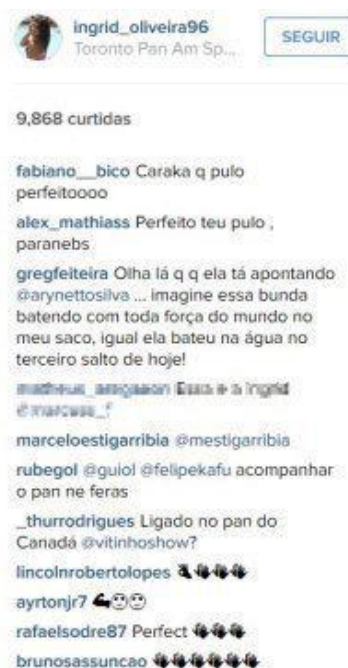 ingrid_oliveira96
Toronto Pan Am Sp...
SEGUIR
9,868 curtidas
fabiano__bico Caraka q pulo
perfeitoooo
alex_mathiass Perfeito teu pulo ,
paranebs
gregfeiteira Olha lá q q ela tá apontando
@arynettosilva ... imagine essa bunda
batendo com toda força do mundo no
meu saco, igual ela bateu na água no
terceiro salto de hoje!
Essa e a Ingrid
marceloestigarribia @mestigarribia
rubegol @guiol @felipekafu acompanhar
o pan ne feras
_thurrodrigues Ligado no pan do
Canadá @vitinhoshow?
lincolnrobertolopes
ayrtonjr7
rafaelsodre87 Perfect
brunosassuncao